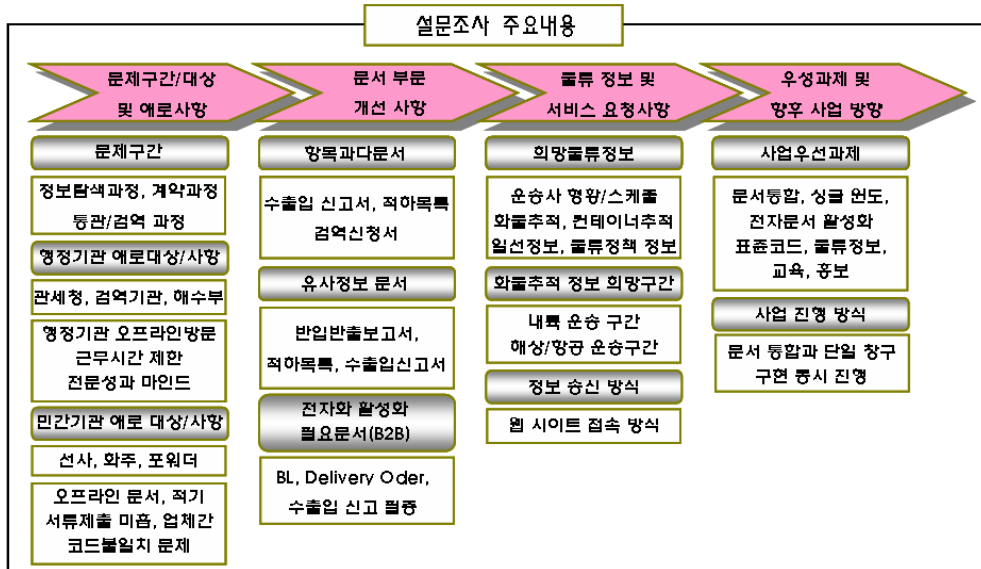 설문조사 주요내용
문제구간/대상
및 애로사항
문제구간
정보탐색과정, 계약과정
통관/검역 과정
행정기관 애로대상/사항
관세청, 검역기관, 해수부
행정기관 오프라인방문
근무시간 제한
전문성과 마인드
민간기관 애로 대상/사항
선사, 화주, 포워더
오프라인 문서, 적기
서류제출 미흡, 업체간
코드불일치 문제
문서 부문
개선 사항
항목과다문서
수출입 신고서, 적하목록
검역신청서
유사정보 문서
반입반출보고서,
적하목록, 수출입신고서
전자화 활성화
필요문서(B2B)
BL, Delivery Oder,
수출입 신고 필증
물류 정보 및
서비스 요청사항
희망물류정보
운송사 형황/스케줄
화물추적, 컨테이너추적
일선정보, 물류정책 정보
화물추적 정보 희망구간
내륙 운송 구간
해상/항공 운송구간
정보 송신 방식
웹 사이트 접속 방식
우성과제 및
향후 사업 방향
사업우선과제
문서통합, 싱글 윈도,
전자문서 활성화
표준코드, 물류정보,
교육, 홍보
사업 진행 방식
문서 통합과 단일 창구
구현 동시 진행